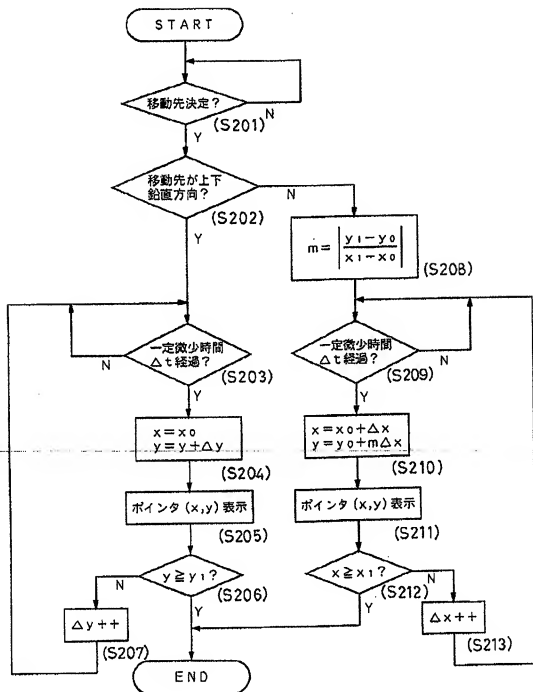 START
移動先決定?
N
(S201)
Y
移動先が上下
鉛直方向?
N
(S202)
Y
m = | y₁−y₀ / x₁−x₀ |
(S208)
一定微少時間
Δt経過?
N
(S203)
Y
一定微少時間
Δt経過?
N
(S209)
Y
x=x₀
y=y+Δy
(S204)
x=x₀+Δx
y=y₀+mΔx
(S210)
ポインタ(x,y)表示
(S205)
ポインタ(x,y)表示
(S211)
y≧y₁?
N
(S206)
Y
x≧x₁?
N
(S212)
Y
Δy++
(S207)
Δx++
(S213)
END